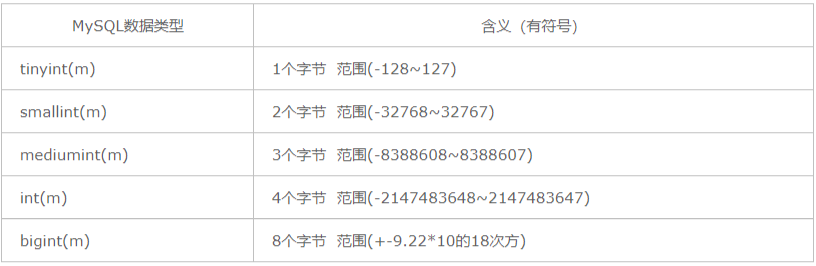 MySQL数据类型 含义 (有符号)
tinyint(m) 1个字节 范围(-128~127)
smallint(m) 2个字节 范围(-32768~32767)
mediumint(m) 3个字节 范围(-8388608~8388607)
int(m) 4个字节 范围(-2147483648~2147483647)
bigint(m) 8个字节 范围(+-9.22*10的18次方)